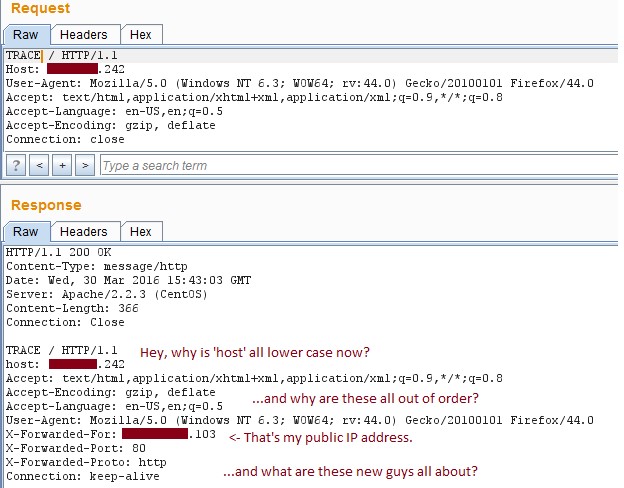 Request
Raw Headers Hex
TRACE / HTTP/1.1
Host: .242
User-Agent: Mozilla/5.0 (Windows NT 6.3; WOW64; rv:44.0) Gecko/20100101 Firefox/44.0
Accept: text/html,application/xhtml+xml,application/xml;q=0.9,*/*;q=0.8
Accept-Language: en-US,en;q=0.5
Accept-Encoding: gzip, deflate
Connection: close
? < + > Type a search term
Response
Raw Headers Hex
HTTP/1.1 200 OK
Content-Type: message/http
Date: Wed, 30 Mar 2016 15:43:03 GMT
Server: Apache/2.2.3 (CentOS)
Content-Length: 366
Connection: Close
TRACE / HTTP/1.1 Hey, why is 'host' all lower case now?
host: .242
Accept: text/html,application/xhtml+xml,application/xml;q=0.9,*/*;q=0.8
Accept-Encoding: gzip, deflate ...and why are these all out of order?
Accept-Language: en-US,en;q=0.5
User-Agent: Mozilla/5.0 (Windows NT 6.3; WOW64; rv:44.0) Gecko/20100101 Firefox/44.0
X-Forwarded-For: .103 <- That's my public IP address.
X-Forwarded-Port: 80
X-Forwarded-Proto: http
Connection: keep-alive ...and what are these new guys all about?